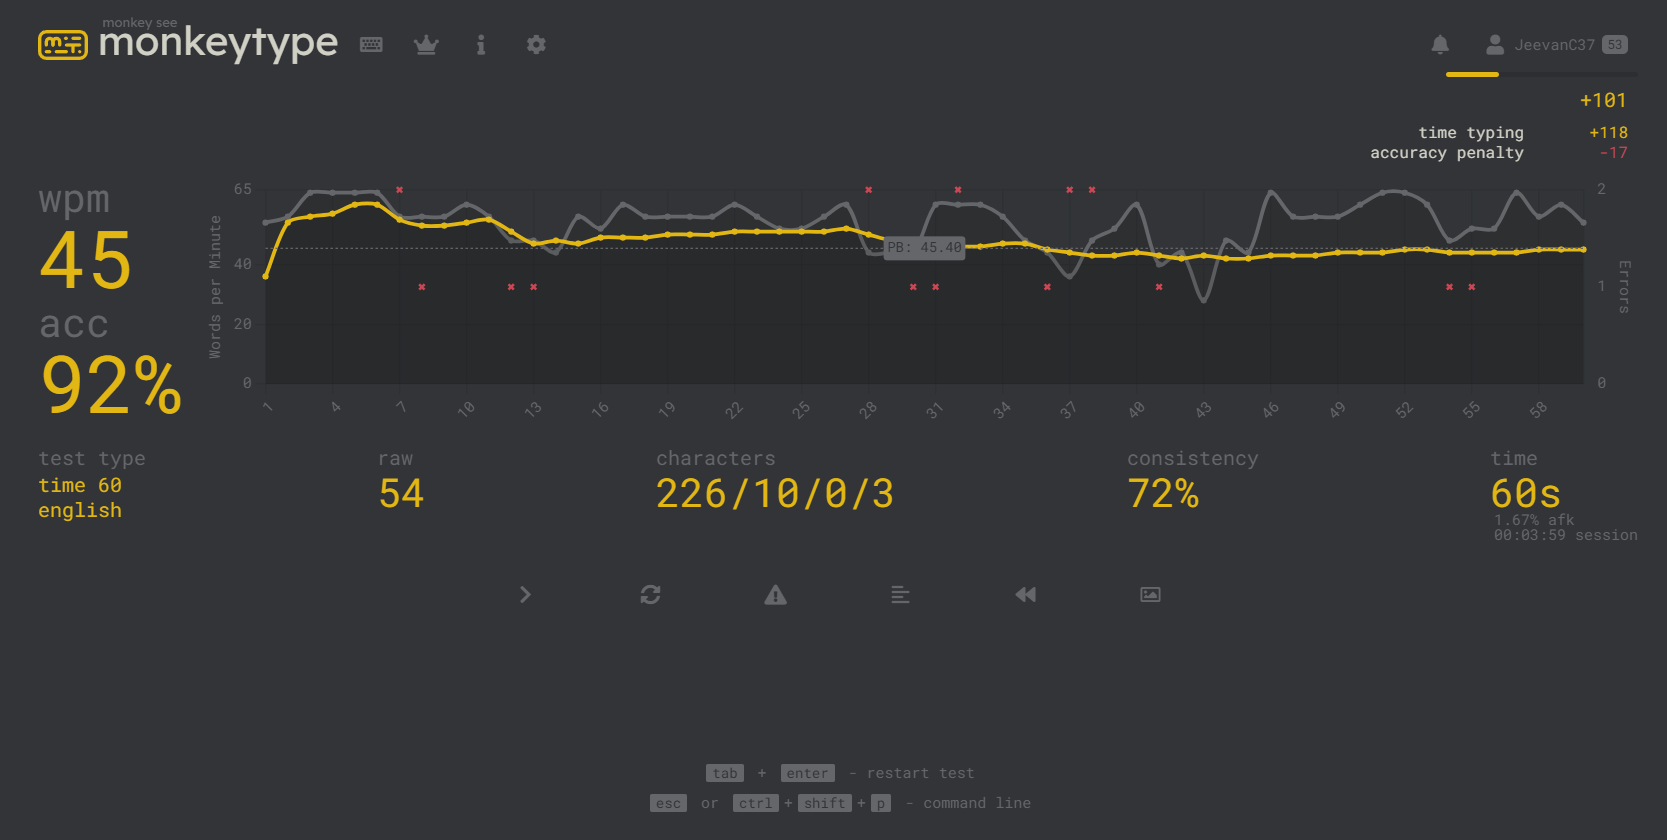 monkey see
monkeytype
JeevanC37 53
+101
time typing +118
accuracy penalty -17
wpm
45
acc
92%
Words per Minute
65
40
20
0
PB: 45.40
2
1
0
Errors
1 4 7 10 13 16 19 22 25 28 31 34 37 40 43 46 49 52 55 58
test type
time 60
english
raw
54
characters
226/10/0/3
consistency
72%
time
60s
1.67% afk
00:03:59 session
tab + enter - restart test
esc or ctrl + shift + p - command line